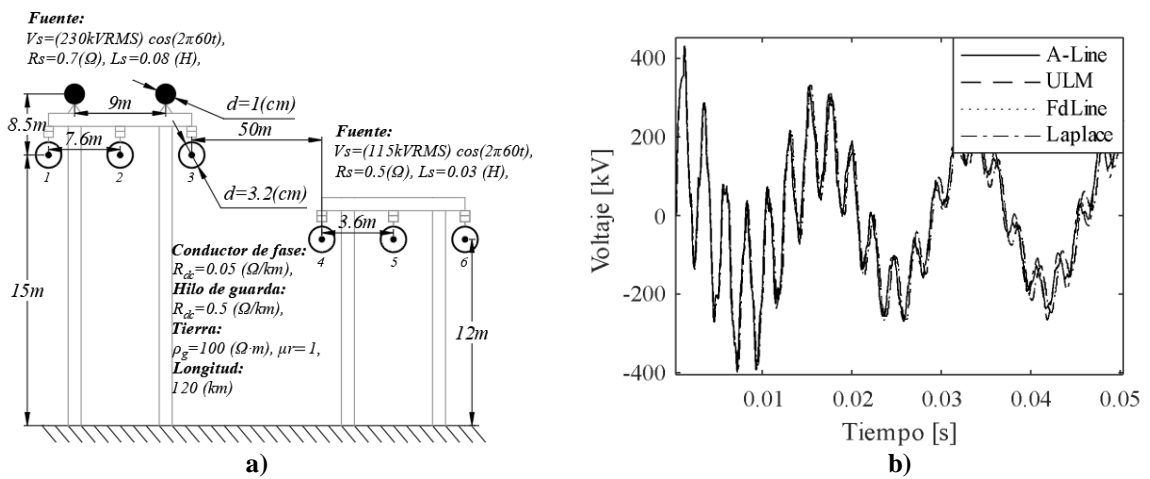 Fuente:
Vs=(230kVRMS) cos(2π60t),
Rs=0.7(Ω), Ls=0.08 (H),
9m
d=1(cm)
8.5m
7.6m
50m
1
2
3
d=3.2(cm)
Fuente:
Vs=(115kVRMS) cos(2π60t),
Rs=0.5(Ω), Ls=0.03 (H),
3.6m
4
5
6
Conductor de fase:
Rdc=0.05 (Ω/km),
Hilo de guarda:
Rdc=0.5 (Ω/km),
Tierra:
ρg=100 (Ω·m), μr=1,
Longitud:
120 (km)
15m
12m
a)
A-Line
ULM
FdLine
Laplace
Voltaje [kV]
400
200
0
-200
-400
0.01
0.02
0.03
0.04
0.05
Tiempo [s]
b)